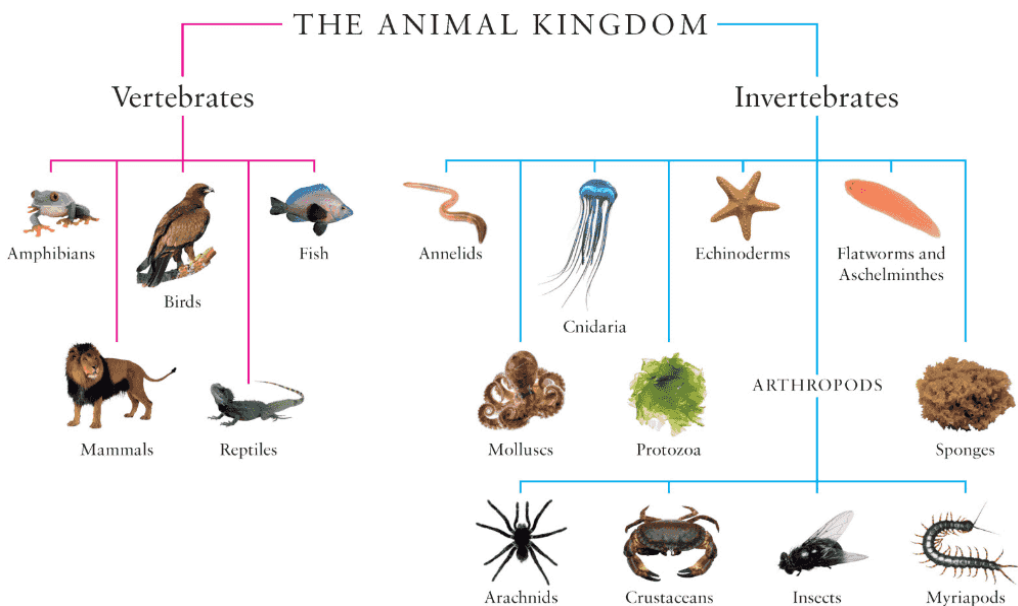 THE ANIMAL KINGDOM
Vertebrates
Invertebrates
Amphibians
Birds
Fish
Mammals
Reptiles
Annelids
Cnidaria
Echinoderms
Flatworms and
Aschelminthes
Molluscs
Protozoa
ARTHROPODS
Sponges
Arachnids
Crustaceans
Insects
Myriapods